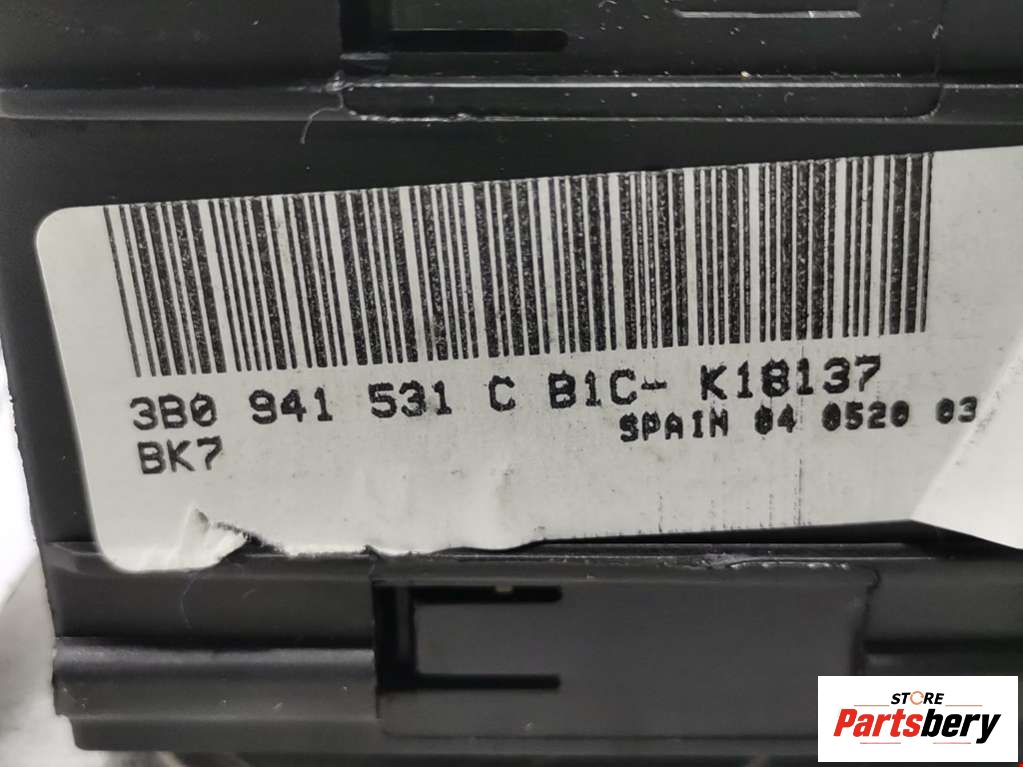 3B0 941 531 C B1C- K18137
SPAIN 04 0520 03
BK7
STORE
Partsbery